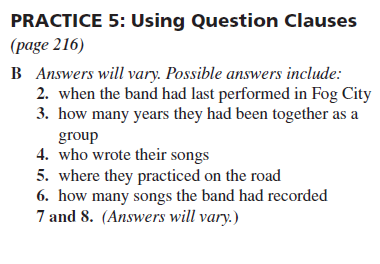 PRACTICE 5: Using Question Clauses
(page 216)
B Answers will vary. Possible answers include:
2. when the band had last performed in Fog City
3. how many years they had been together as a
group
4. who wrote their songs
5. where they practiced on the road
6. how many songs the band had recorded
7 and 8. (Answers will vary.)